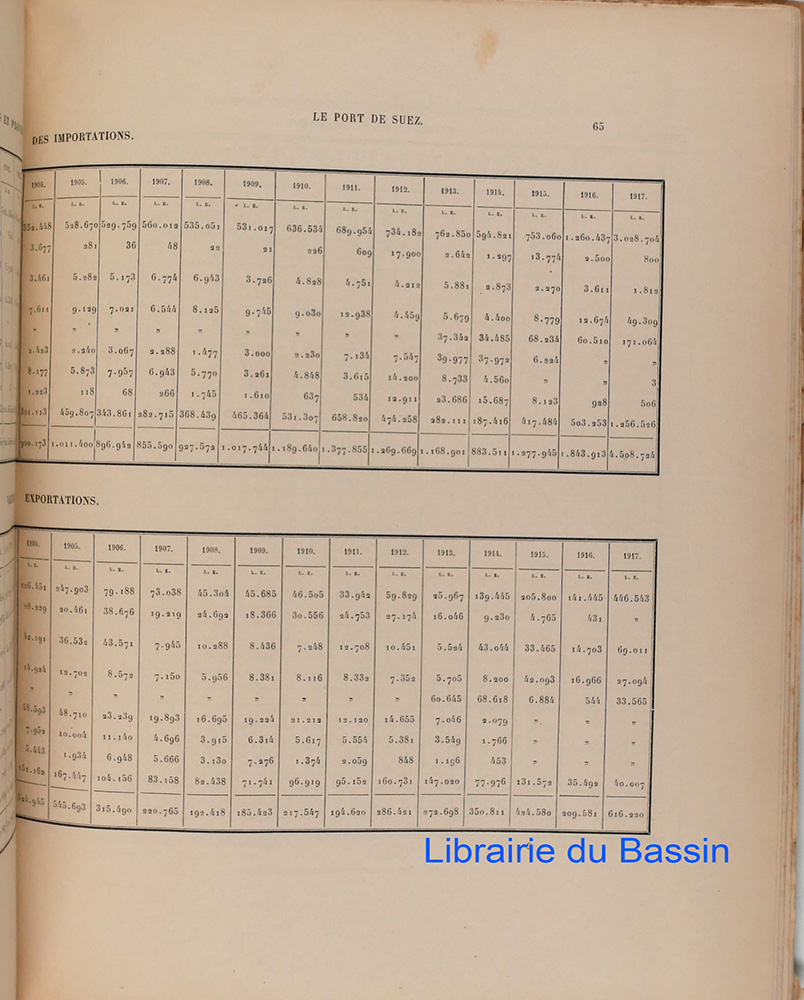 LE PORT DE SUEZ.
65
DES IMPORTATIONS.
1904. 1905. 1906. 1907. 1908. 1909. 1910. 1911. 1912. 1913. 1914. 1915. 1916. 1917.
L. E. L. E. L. E. L. E. L. E. L. E. L. E. L. E. L. E. L. E. L. E. L. E. L. E. L. E.
528.670 529.759 560.012 535.051 531.017 636.534 689.954 734.182 762.850 594.821 753.060 1.260.437 3.028.704
3.677 281 36 48 22 21 226 609 17.900 2.642 1.297 13.774 2.500 800
3.461 5.282 5.173 6.774 6.943 3.726 4.828 4.751 4.212 5.881 2.873 2.270 3.611 1.812
7.611 9.129 7.021 6.544 8.125 9.745 9.030 12.938 4.459 5.679 4.400 8.779 12.674 49.309
" " " " " " " " " 37.342 34.485 68.234 60.510 171.064
2.423 2.240 3.067 2.288 1.477 3.000 2.230 7.134 7.547 39.977 37.972 6.224 " "
8.177 5.873 7.957 6.943 5.770 3.261 4.848 3.615 14.200 8.733 4.560 " " 3
1.223 118 68 266 1.745 1.610 637 534 12.911 23.686 15.687 8.123 928 506
459.807 343.861 282.715 368.439 465.364 531.307 658.820 474.258 282.111 187.416 417.484 503.253 1.256.526
1.011.400 896.942 855.590 927.572 1.017.744 1.189.640 1.377.855 1.269.669 1.168.901 883.511 1.277.945 1.843.913 4.508.724
EXPORTATIONS.
1904. 1905. 1906. 1907. 1908. 1909. 1910. 1911. 1912. 1913. 1914. 1915. 1916. 1917.
L. E. L. E. L. E. L. E. L. E. L. E. L. E. L. E. L. E. L. E. L. E. L. E. L. E. L. E.
247.903 79.188 73.038 45.304 45.685 46.505 33.942 59.829 25.967 139.445 205.800 141.445 446.543
20.461 38.676 19.219 24.692 18.366 30.556 24.753 27.174 16.046 9.230 4.765 431 "
36.532 43.571 7.945 10.288 8.436 7.248 12.708 10.451 5.524 43.044 33.465 14.703 69.011
14.924 12.702 8.572 7.150 5.956 8.381 8.116 8.332 7.352 5.705 8.200 42.093 16.966 27.094
" " " " " " " " " 60.645 68.618 6.884 544 33.565
48.593 48.710 23.239 19.893 16.695 19.224 21.212 12.120 14.655 7.046 2.079 " " "
7.952 10.004 11.140 4.696 3.915 6.314 5.617 5.554 5.381 3.549 1.766 " " "
5.443 1.934 6.948 5.666 3.130 7.276 1.374 2.059 848 1.196 453 " " "
167.447 104.156 83.158 82.438 71.741 96.919 95.152 160.731 147.020 77.976 131.572 35.492 40.007
545.693 315.490 220.765 192.418 185.423 217.547 194.620 286.421 272.698 350.811 424.580 209.581 616.220
Librairie du Bassin